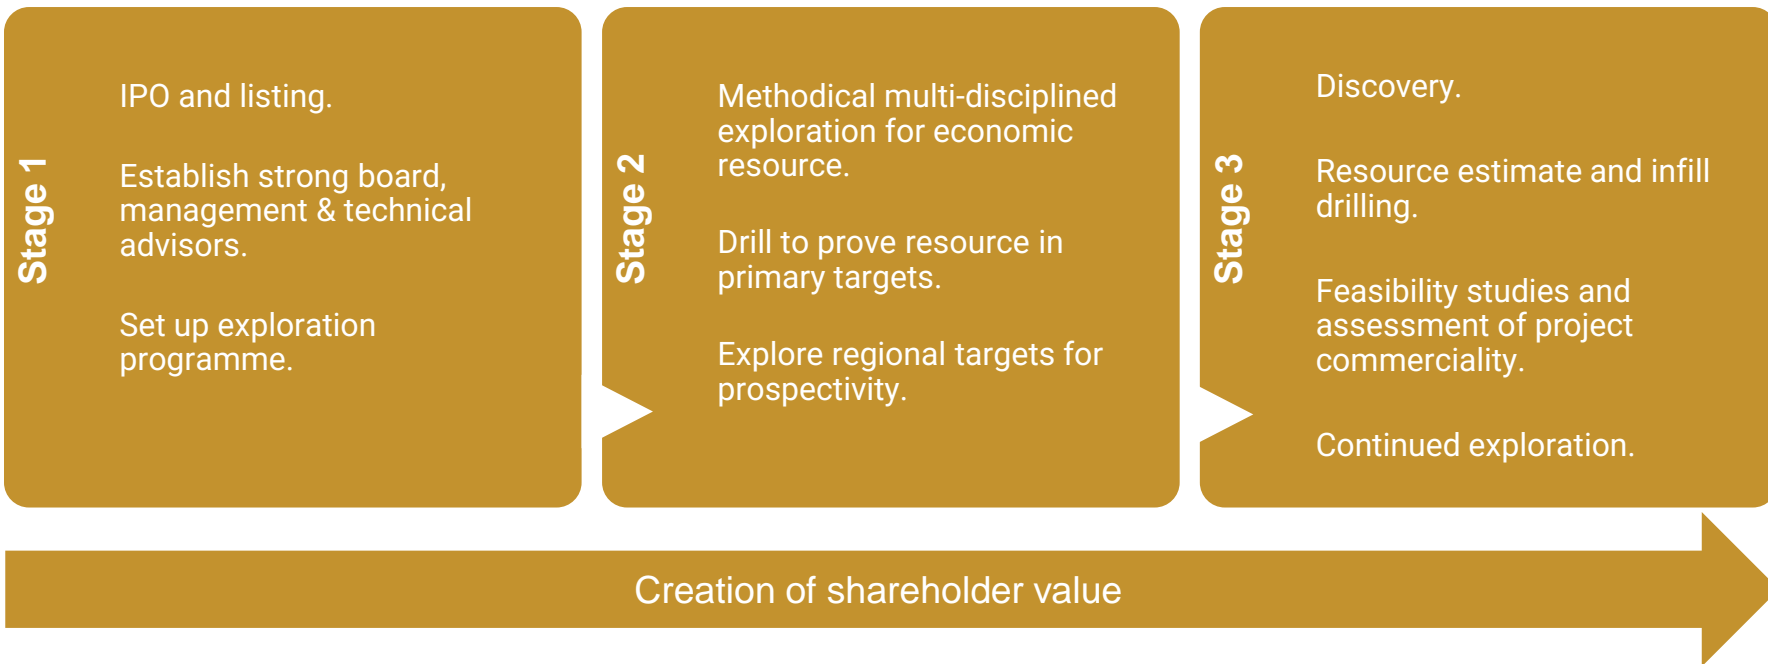 Stage 1
IPO and listing.
Establish strong board,
management & technical
advisors.
Set up exploration
programme.
Stage 2
Methodical multi-disciplined
exploration for economic
resource.
Drill to prove resource in
primary targets.
Explore regional targets for
prospectivity.
Stage 3
Discovery.
Resource estimate and infill
drilling.
Feasibility studies and
assessment of project
commerciality.
Continued exploration.
Creation of shareholder value